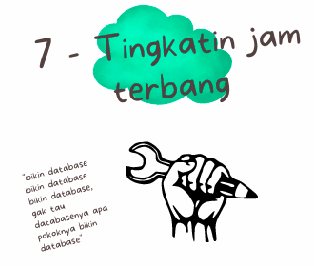 7 - Tingkatin jam
terbang
"bikin database
bikin database
bikin database,
gak tau
databasenya apa
pokoknya bikin
database"